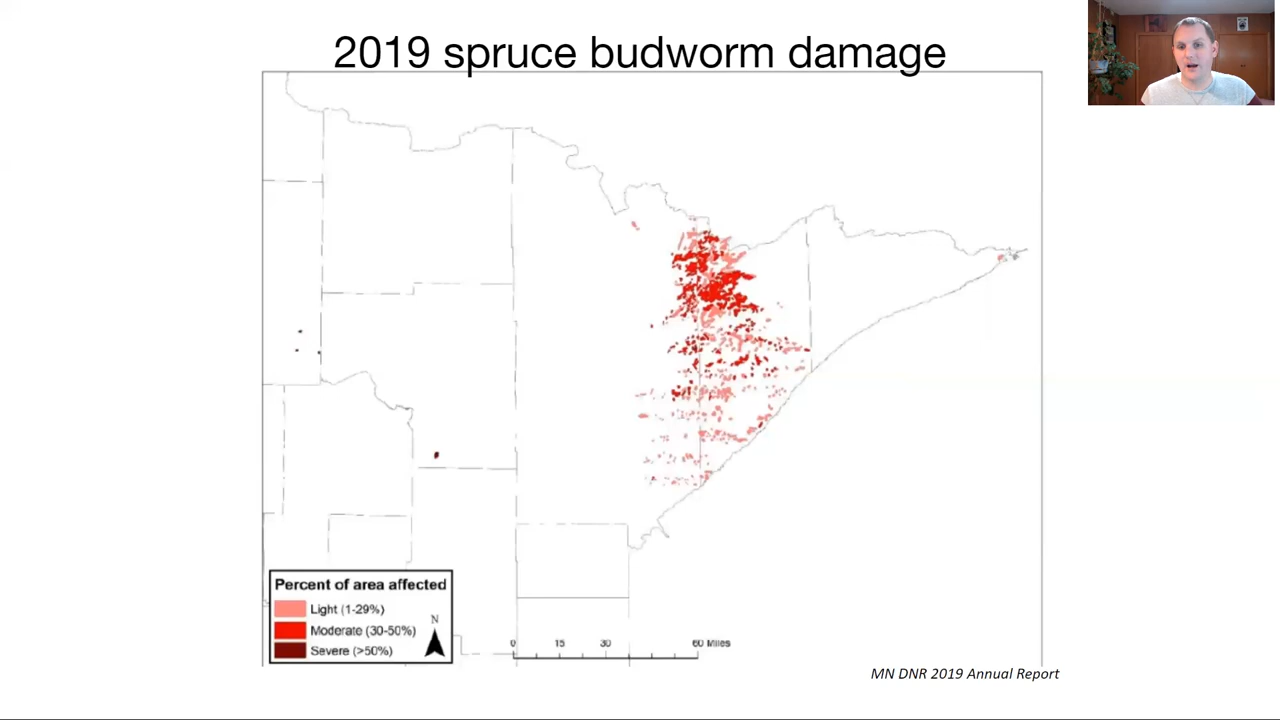 2019 spruce budworm damage
Percent of area affected
Light (1-29%)
Moderate (30-50%)
Severe (>50%)
N
0 15 30 60 Miles
MN DNR 2019 Annual Report